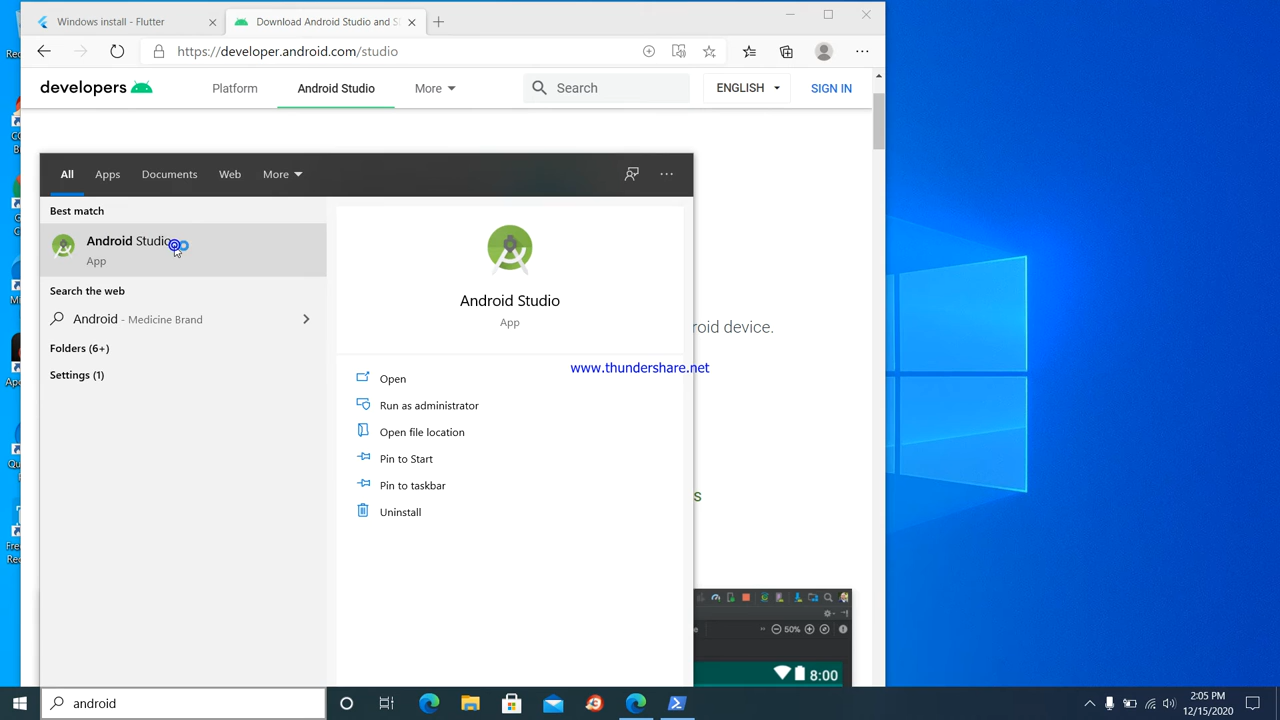 Windows install - Flutter
Download Android Studio and S
https://developer.android.com/studio
developers
Platform
Android Studio
More
Search
ENGLISH
SIGN IN
All
Apps
Documents
Web
More
Best match
Android Studio
App
Search the web
Android - Medicine Brand
Folders (6+)
Settings (1)
Android Studio
App
roid device.
www.thundershare.net
Open
Run as administrator
Open file location
Pin to Start
Pin to taskbar
Uninstall
s
50%
8:00
android
2:05 PM
12/15/2020